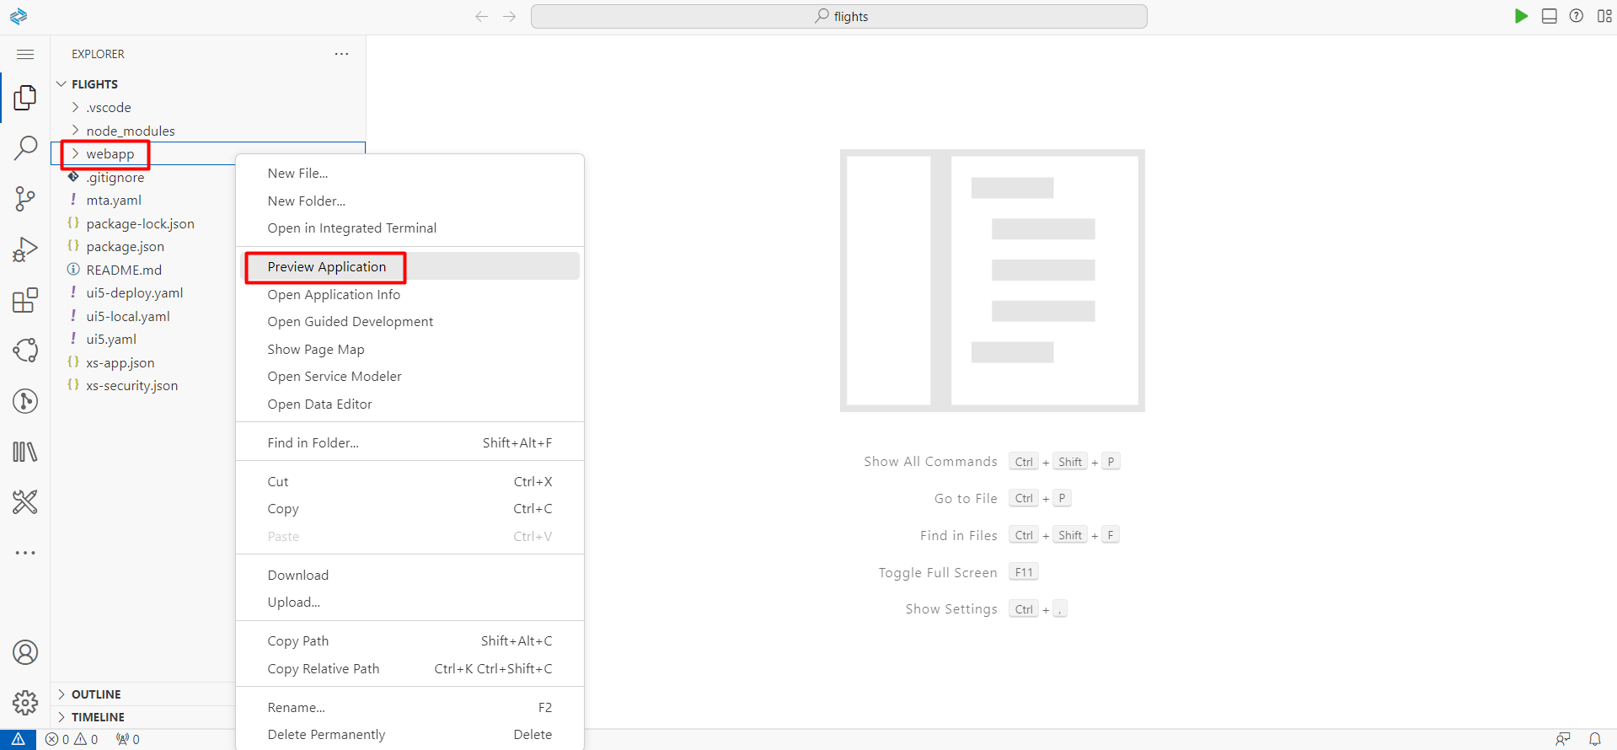 flights
EXPLORER
FLIGHTS
.vscode
node_modules
webapp
.gitignore
mta.yaml
package-lock.json
package.json
README.md
ui5-deploy.yaml
ui5-local.yaml
ui5.yaml
xs-app.json
xs-security.json
OUTLINE
TIMELINE
New File...
New Folder...
Open in Integrated Terminal
Preview Application
Open Application Info
Open Guided Development
Show Page Map
Open Service Modeler
Open Data Editor
Find in Folder... Shift+Alt+F
Cut Ctrl+X
Copy Ctrl+C
Paste Ctrl+V
Download
Upload...
Copy Path Shift+Alt+C
Copy Relative Path Ctrl+K Ctrl+Shift+C
Rename... F2
Delete Permanently Delete
Show All Commands Ctrl + Shift + P
Go to File Ctrl + P
Find in Files Ctrl + Shift + F
Toggle Full Screen F11
Show Settings Ctrl + ,
0 0 0